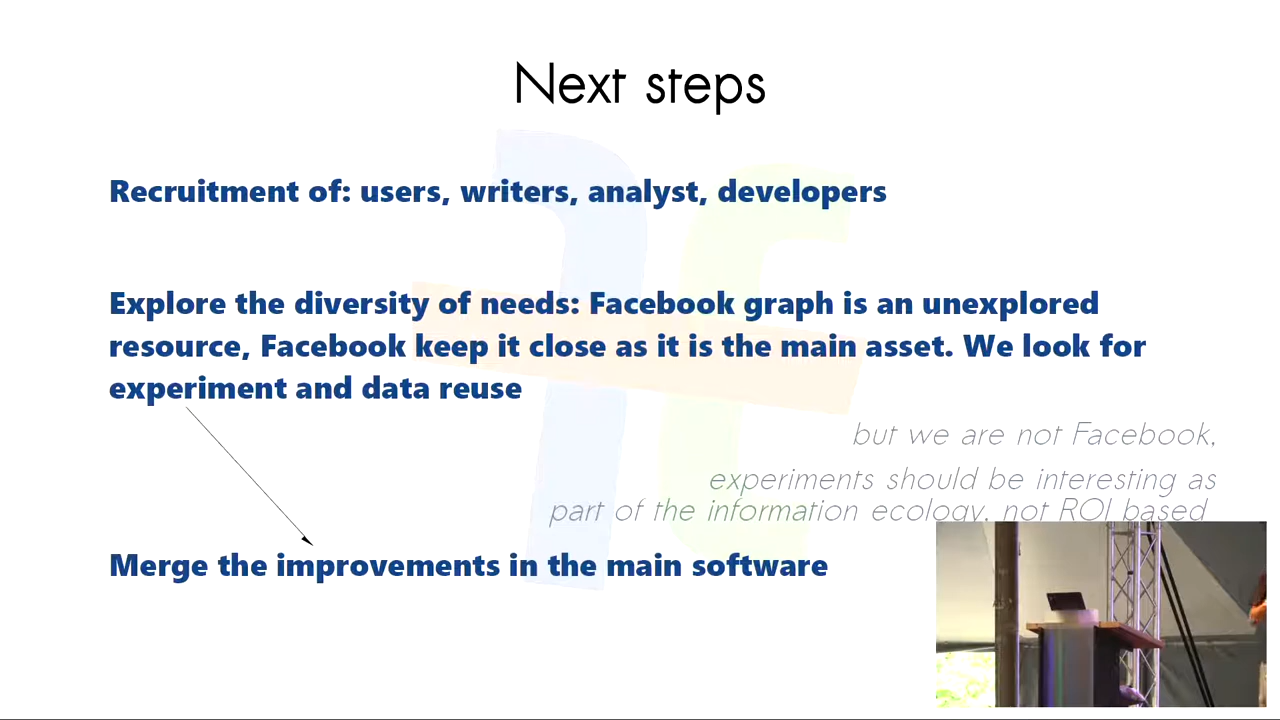 Next steps
Recruitment of: users, writers, analyst, developers
Explore the diversity of needs: Facebook graph is an unexplored
resource, Facebook keep it close as it is the main asset. We look for
experiment and data reuse
but we are not Facebook,
experiments should be interesting as
part of the information ecology, not ROI based
Merge the improvements in the main software